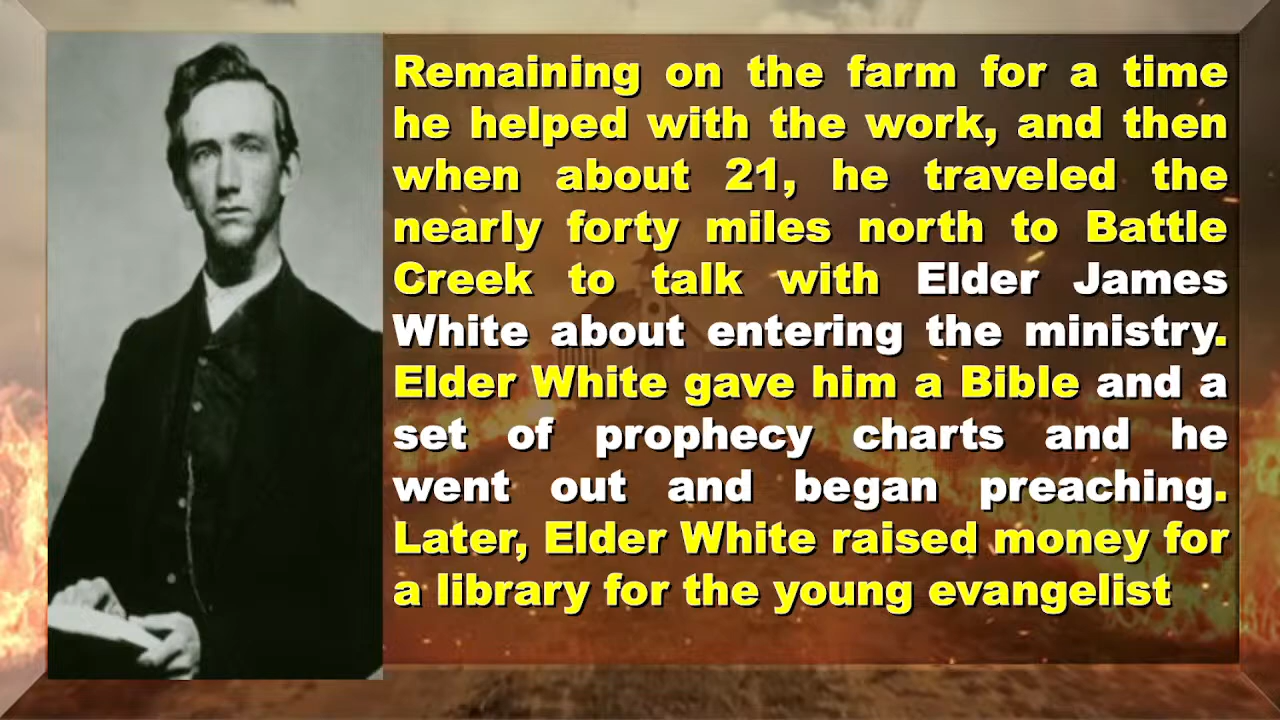 Remaining on the farm for a time
he helped with the work, and then
when about 21, he traveled the
nearly forty miles north to Battle
Creek to talk with Elder James
White about entering the ministry.
Elder White gave him a Bible and a
set of prophecy charts and he
went out and began preaching.
Later, Elder White raised money for
a library for the young evangelist